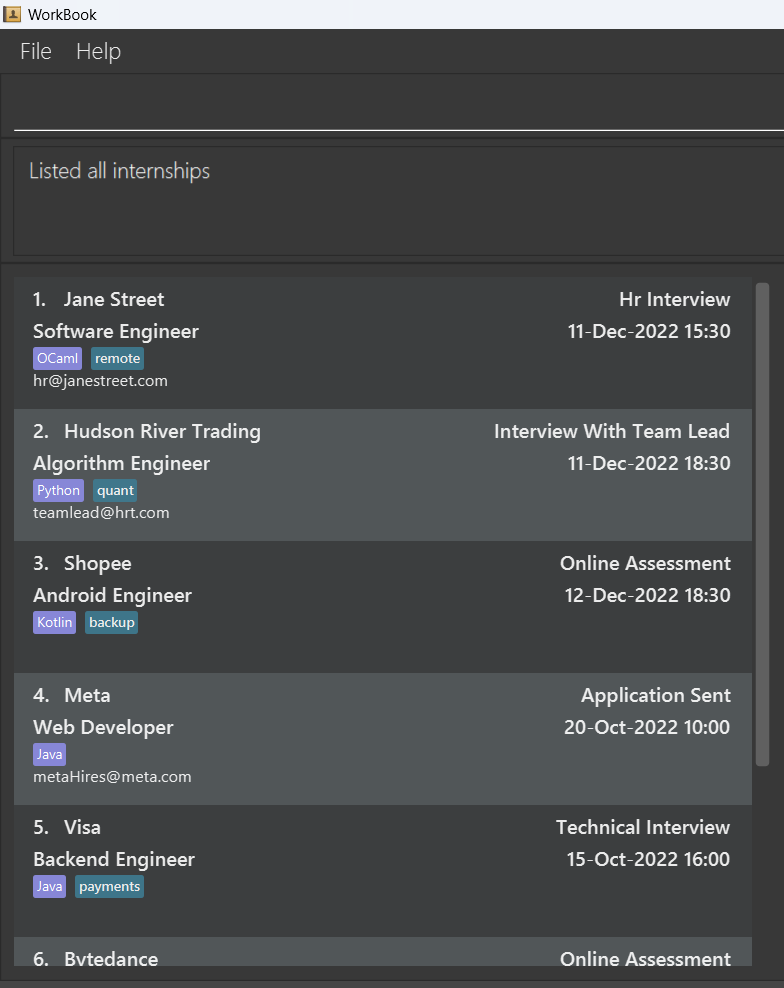 WorkBook
File Help
Listed all internships
1. Jane Street Hr Interview
Software Engineer 11-Dec-2022 15:30
OCaml remote
hr@janestreet.com
2. Hudson River Trading Interview With Team Lead
Algorithm Engineer 11-Dec-2022 18:30
Python quant
teamlead@hrt.com
3. Shopee Online Assessment
Android Engineer 12-Dec-2022 18:30
Kotlin backup
4. Meta Application Sent
Web Developer 20-Oct-2022 10:00
Java
metaHires@meta.com
5. Visa Technical Interview
Backend Engineer 15-Oct-2022 16:00
Java payments
6. Bytedance Online Assessment